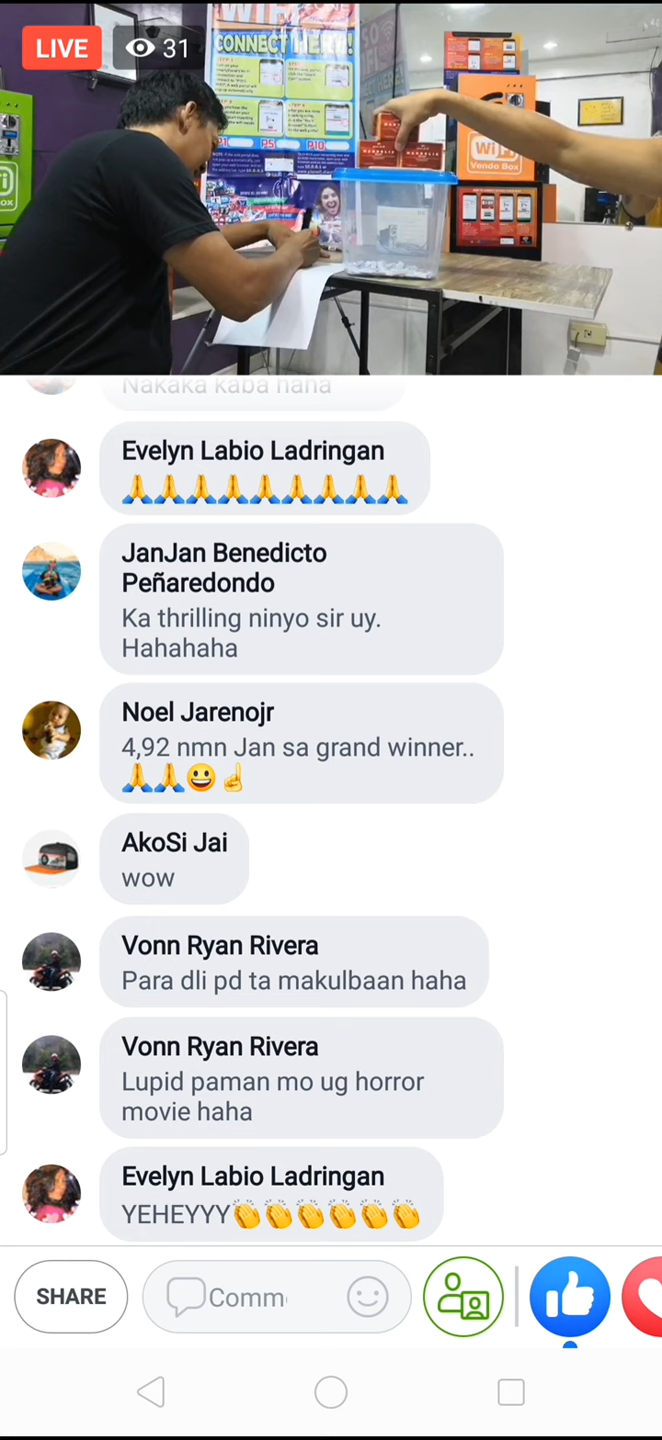 LIVE
31
CONNECT HERE!
P5
P10
WiFi
Vendo Box
BOX
Nakaka kaba haha
Evelyn Labio Ladringan
🙏🙏🙏🙏🙏🙏🙏🙏🙏
JanJan Benedicto
Peñaredondo
Ka thrilling ninyo sir uy.
Hahahaha
Noel Jarenojr
4,92 nmn Jan sa grand winner..
🙏🙏😀☝
AkoSi Jai
wow
Vonn Ryan Rivera
Para dli pd ta makulbaan haha
Vonn Ryan Rivera
Lupid paman mo ug horror
movie haha
Evelyn Labio Ladringan
YEHEYYY👏👏👏👏👏👏
SHARE
Comm